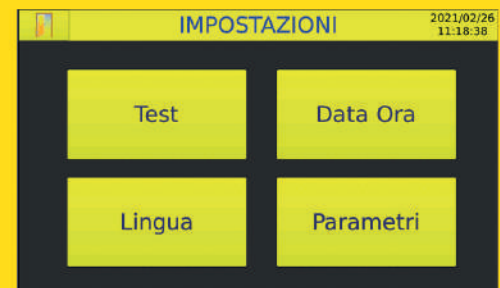 IMPOSTAZIONI
2021/02/26
11:18:38
Test
Data Ora
Lingua
Parametri